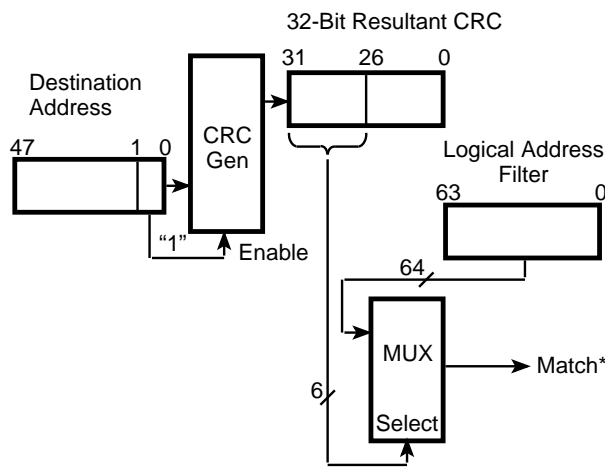 32-Bit Resultant CRC
31 26 0
Destination
Address
47 1 0
CRC
Gen
"1"
Enable
Logical Address
Filter
63 0
64
MUX
Match*
6
Select